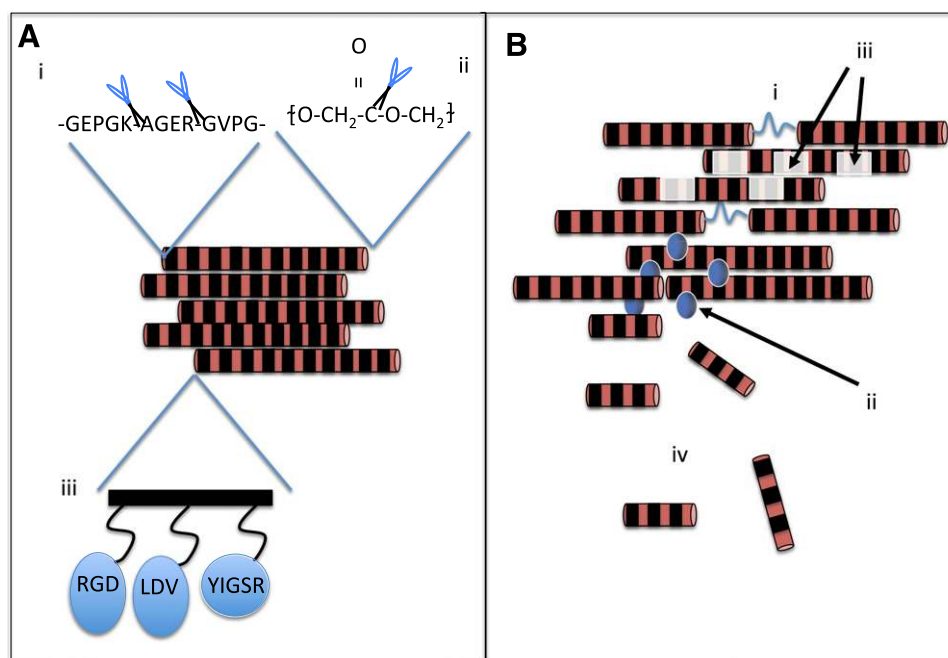 A
i
-GEPGK-AGER-GVPG-
O
=
ii
[O-CH2-C-O-CH2]
iii
RGD LDV YIGSR
B
iii
i
ii
iv